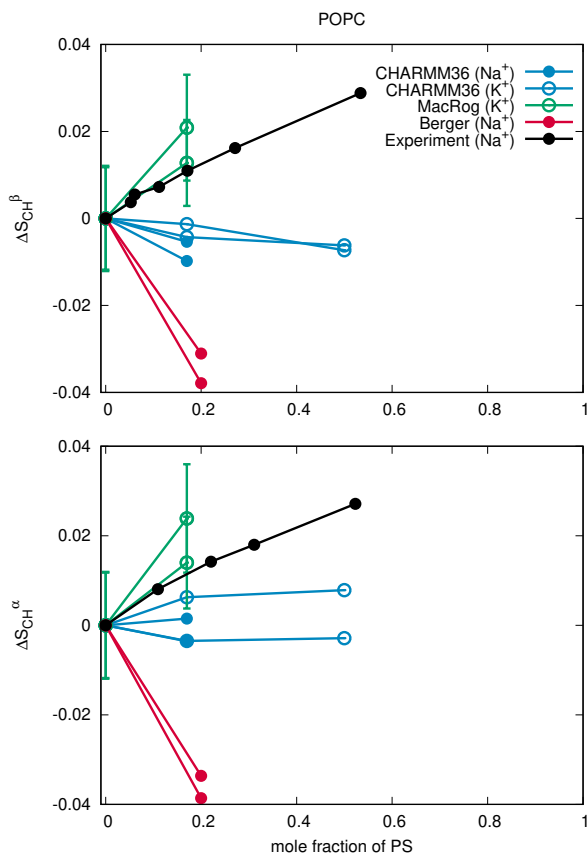 POPC
0.04
0.02
0
-0.02
-0.04
ΔS_CH^β
CHARMM36 (Na⁺)
CHARMM36 (K⁺)
MacRog (K⁺)
Berger (Na⁺)
Experiment (Na⁺)
0 0.2 0.4 0.6 0.8 1
0.04
0.02
0
-0.02
-0.04
ΔS_CH^α
0 0.2 0.4 0.6 0.8 1
mole fraction of PS